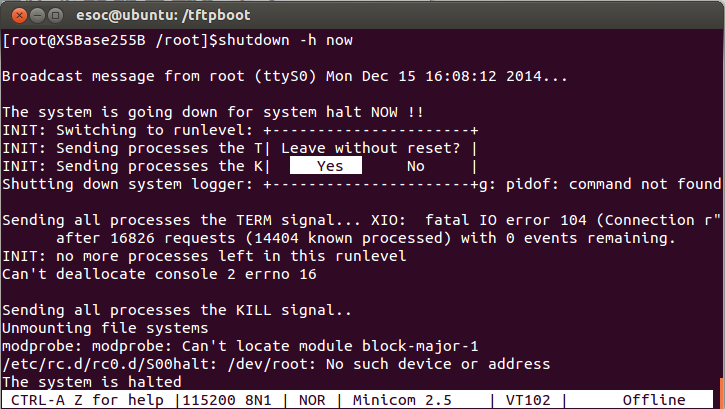 esoc@ubuntu: /tftpboot
[root@XSBase255B /root]$shutdown -h now
Broadcast message from root (ttyS0) Mon Dec 15 16:08:12 2014...
The system is going down for system halt NOW !!
INIT: Switching to runlevel: +----------------------+
INIT: Sending processes the T| Leave without reset? |
INIT: Sending processes the K|    Yes       No      |
Shutting down system logger: +----------------------+g: pidof: command not found
Sending all processes the TERM signal... XIO:  fatal IO error 104 (Connection r"
      after 16826 requests (14404 known processed) with 0 events remaining.
INIT: no more processes left in this runlevel
Can't deallocate console 2 errno 16
Sending all processes the KILL signal..
Unmounting file systems
modprobe: modprobe: Can't locate module block-major-1
/etc/rc.d/rc0.d/S00halt: /dev/root: No such device or address
The system is halted
CTRL-A Z for help |115200 8N1 | NOR | Minicom 2.5    | VT102 |      Offline